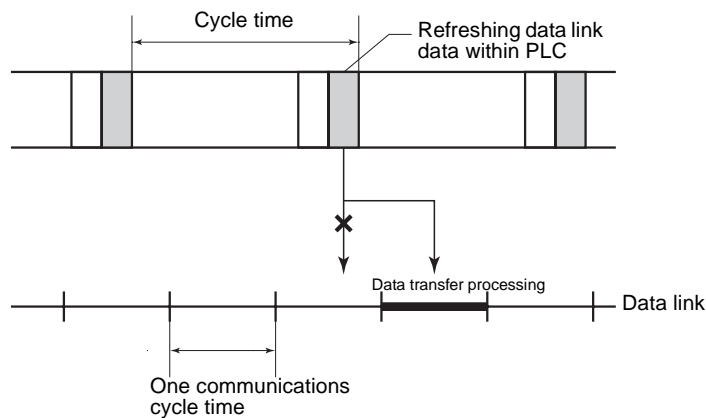 Cycle time
Refreshing data link
data within PLC
Data transfer processing
Data link
One communications
cycle time